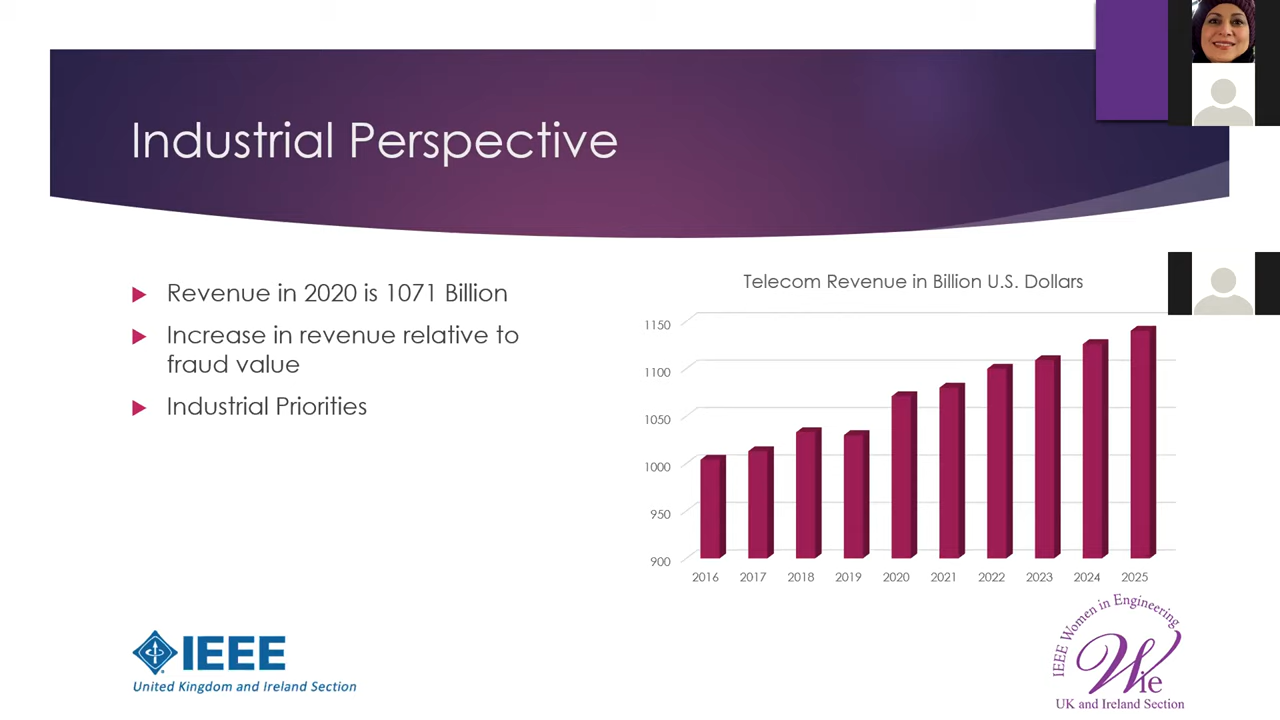 Industrial Perspective
Revenue in 2020 is 1071 Billion
Increase in revenue relative to
fraud value
Industrial Priorities
Telecom Revenue in Billion U.S. Dollars
1150
1100
1050
1000
950
900
2016 2017 2018 2019 2020 2021 2022 2023 2024 2025
IEEE
United Kingdom and Ireland Section
IEEE Women in Engineering
Wie
UK and Ireland Section